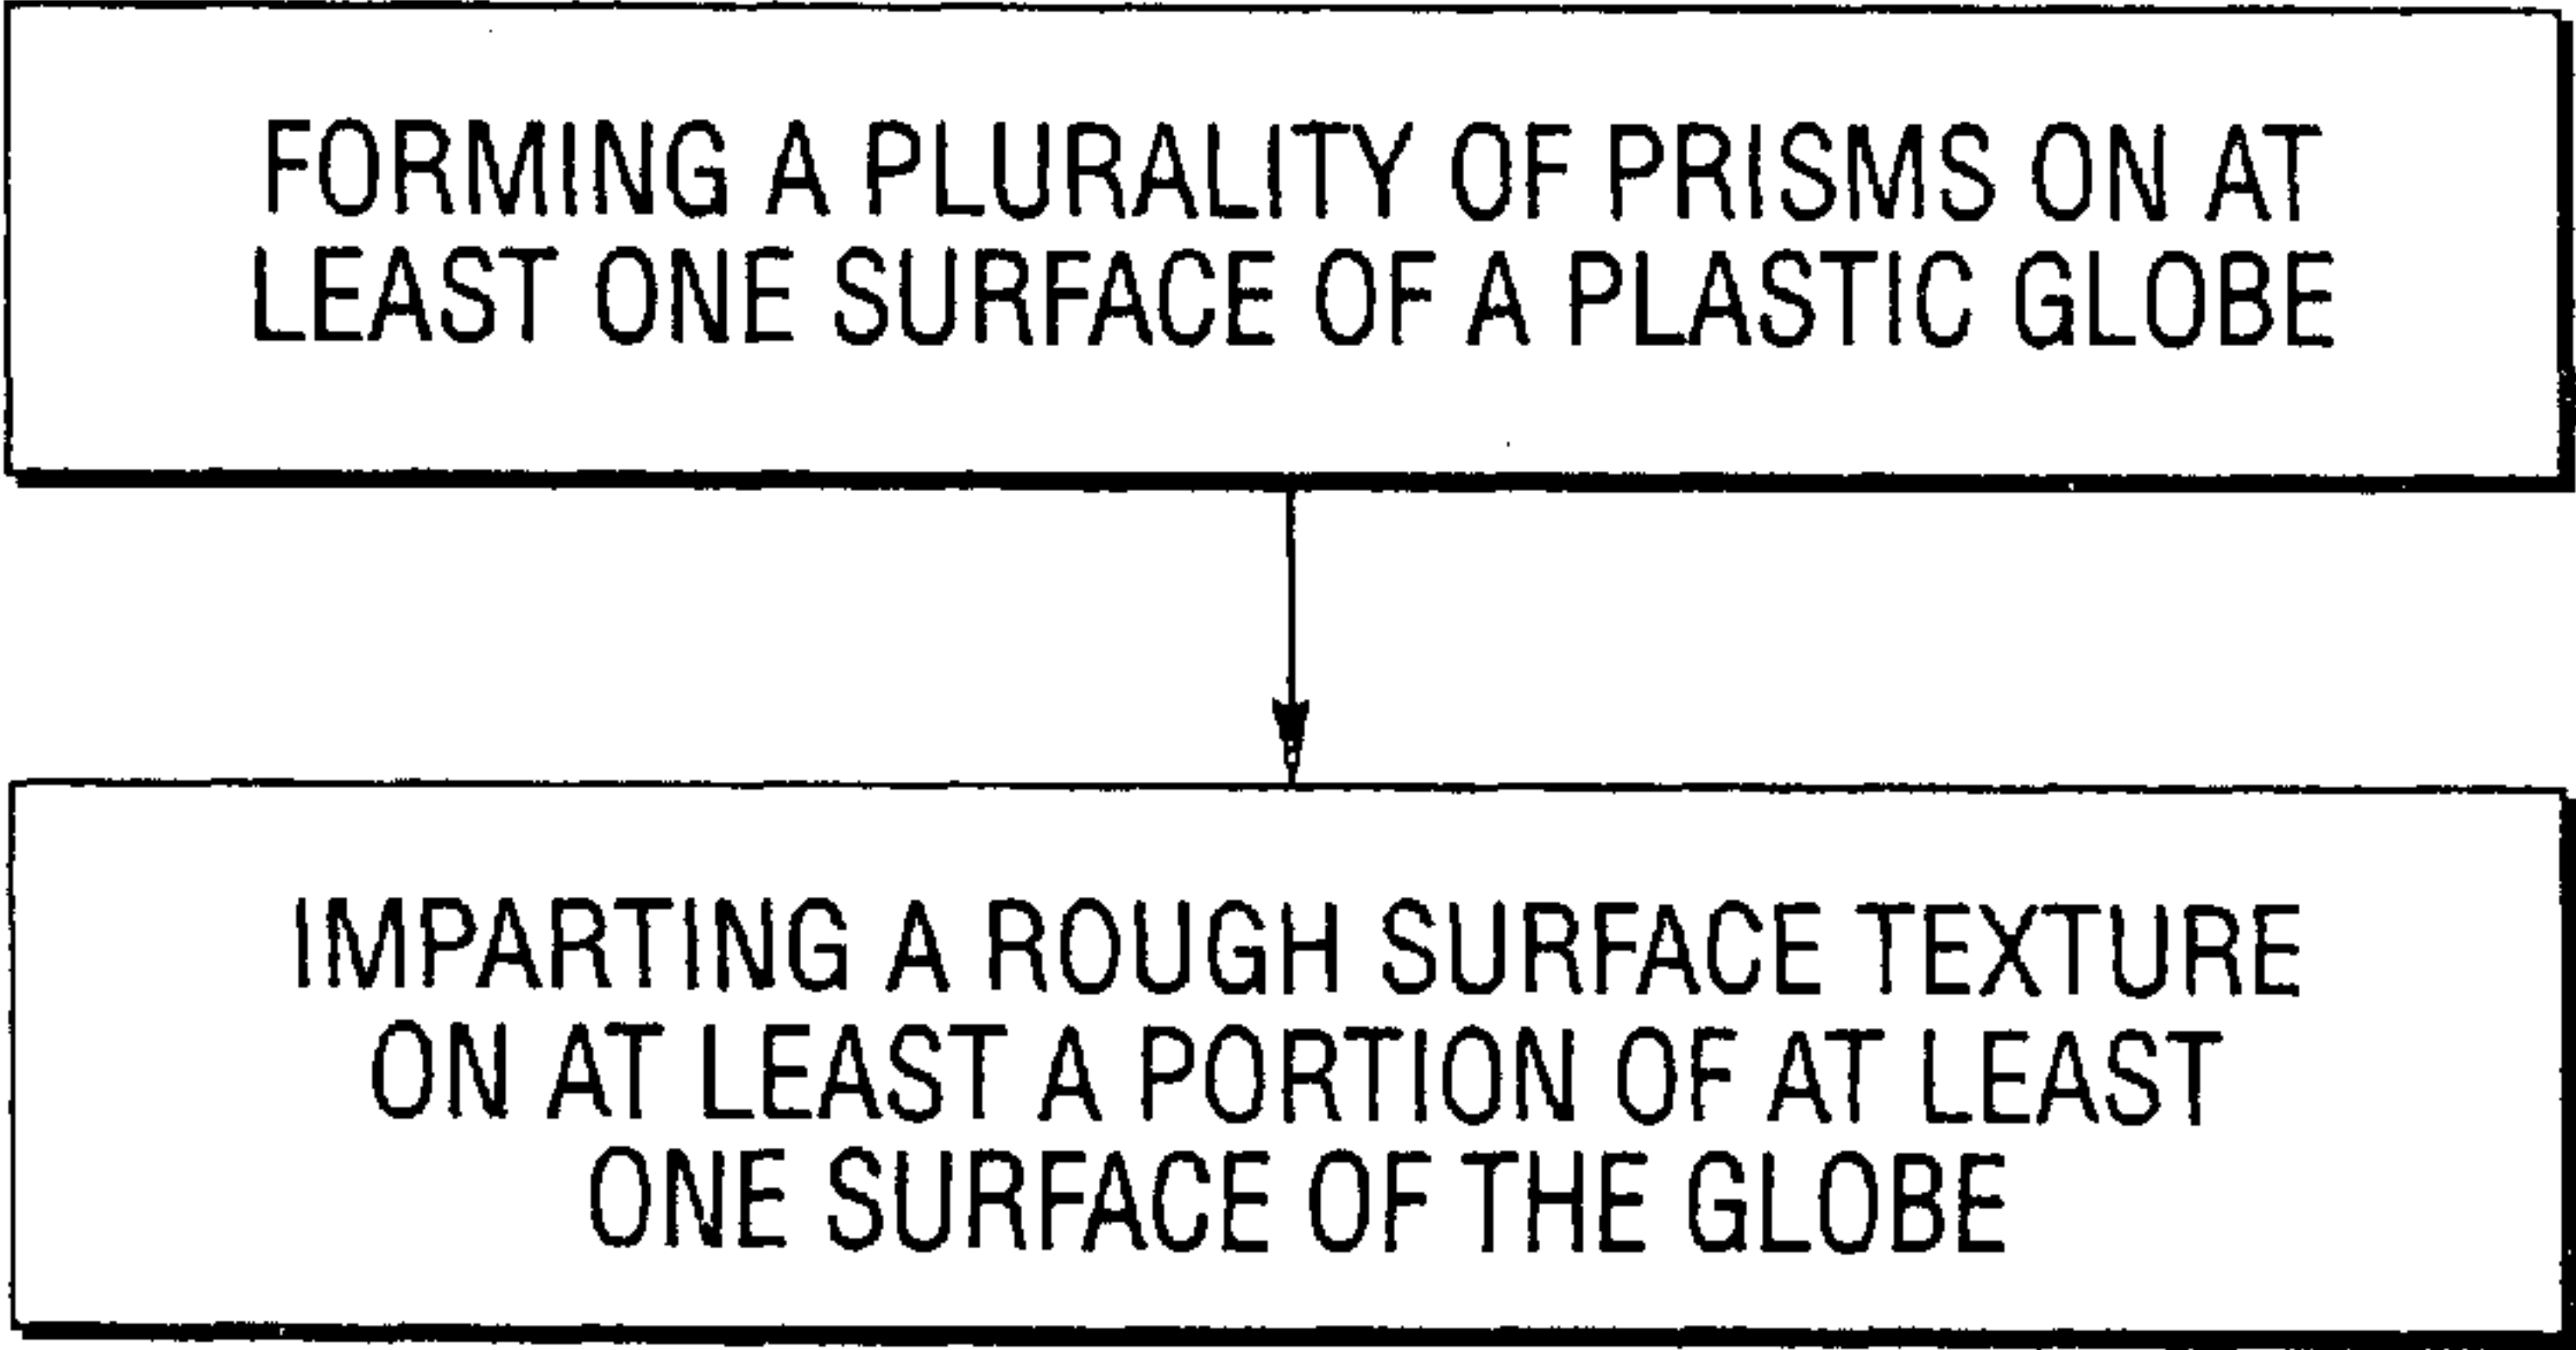 FORMING A PLURALITY OF PRISMS ON AT
LEAST ONE SURFACE OF A PLASTIC GLOBE
IMPARTING A ROUGH SURFACE TEXTURE
ON AT LEAST A PORTION OF AT LEAST
ONE SURFACE OF THE GLOBE